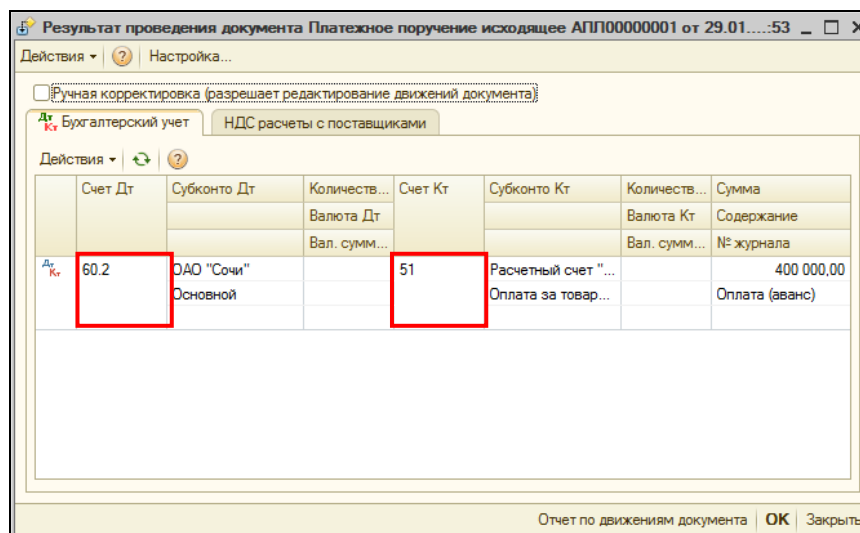 Результат проведения документа Платежное поручение исходящее АПП00000001 от 29.01....:53
Действия ? Настройка...
Ручная корректировка (разрешает редактирование движений документа)
Дт Кт Бухгалтерский учет НДС расчеты с поставщиками
Действия ?
Счет Дт Субконто Дт Количеств... Счет Кт Субконто Кт Количеств... Сумма
Валюта Дт Валюта Кт Содержание
Вал. сумм... Вал. сумм... № журнала
Дт Кт 60.2 ОАО "Сочи" 51 Расчетный счет "... 400 000,00
Основной Оплата за товар... Оплата (аванс)
Отчет по движениям документа OK Закрыть